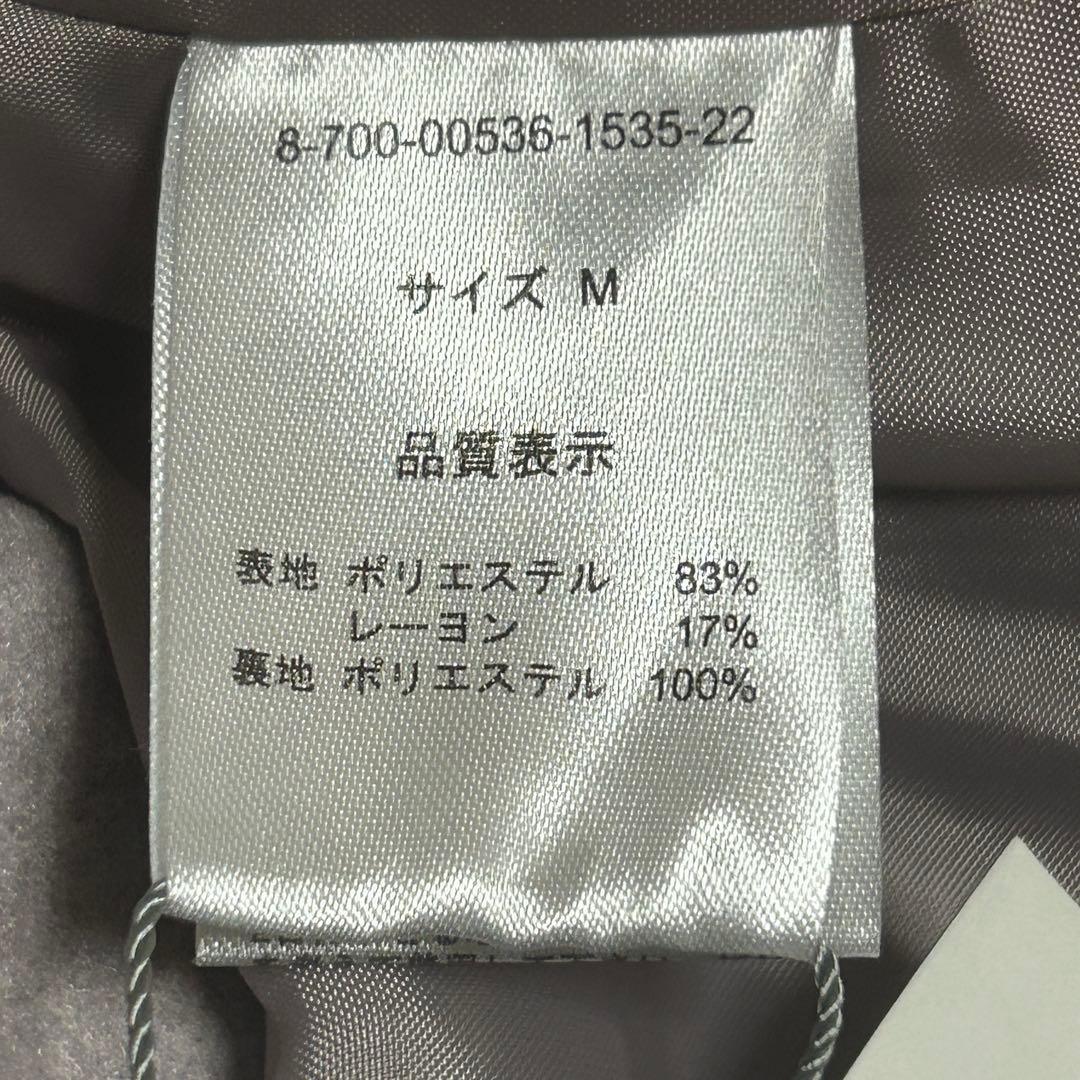 8-700-00536-1535-22
サイズ M
品質表示
表地 ポリエステル 83%
レーヨン 17%
裏地 ポリエステル 100%